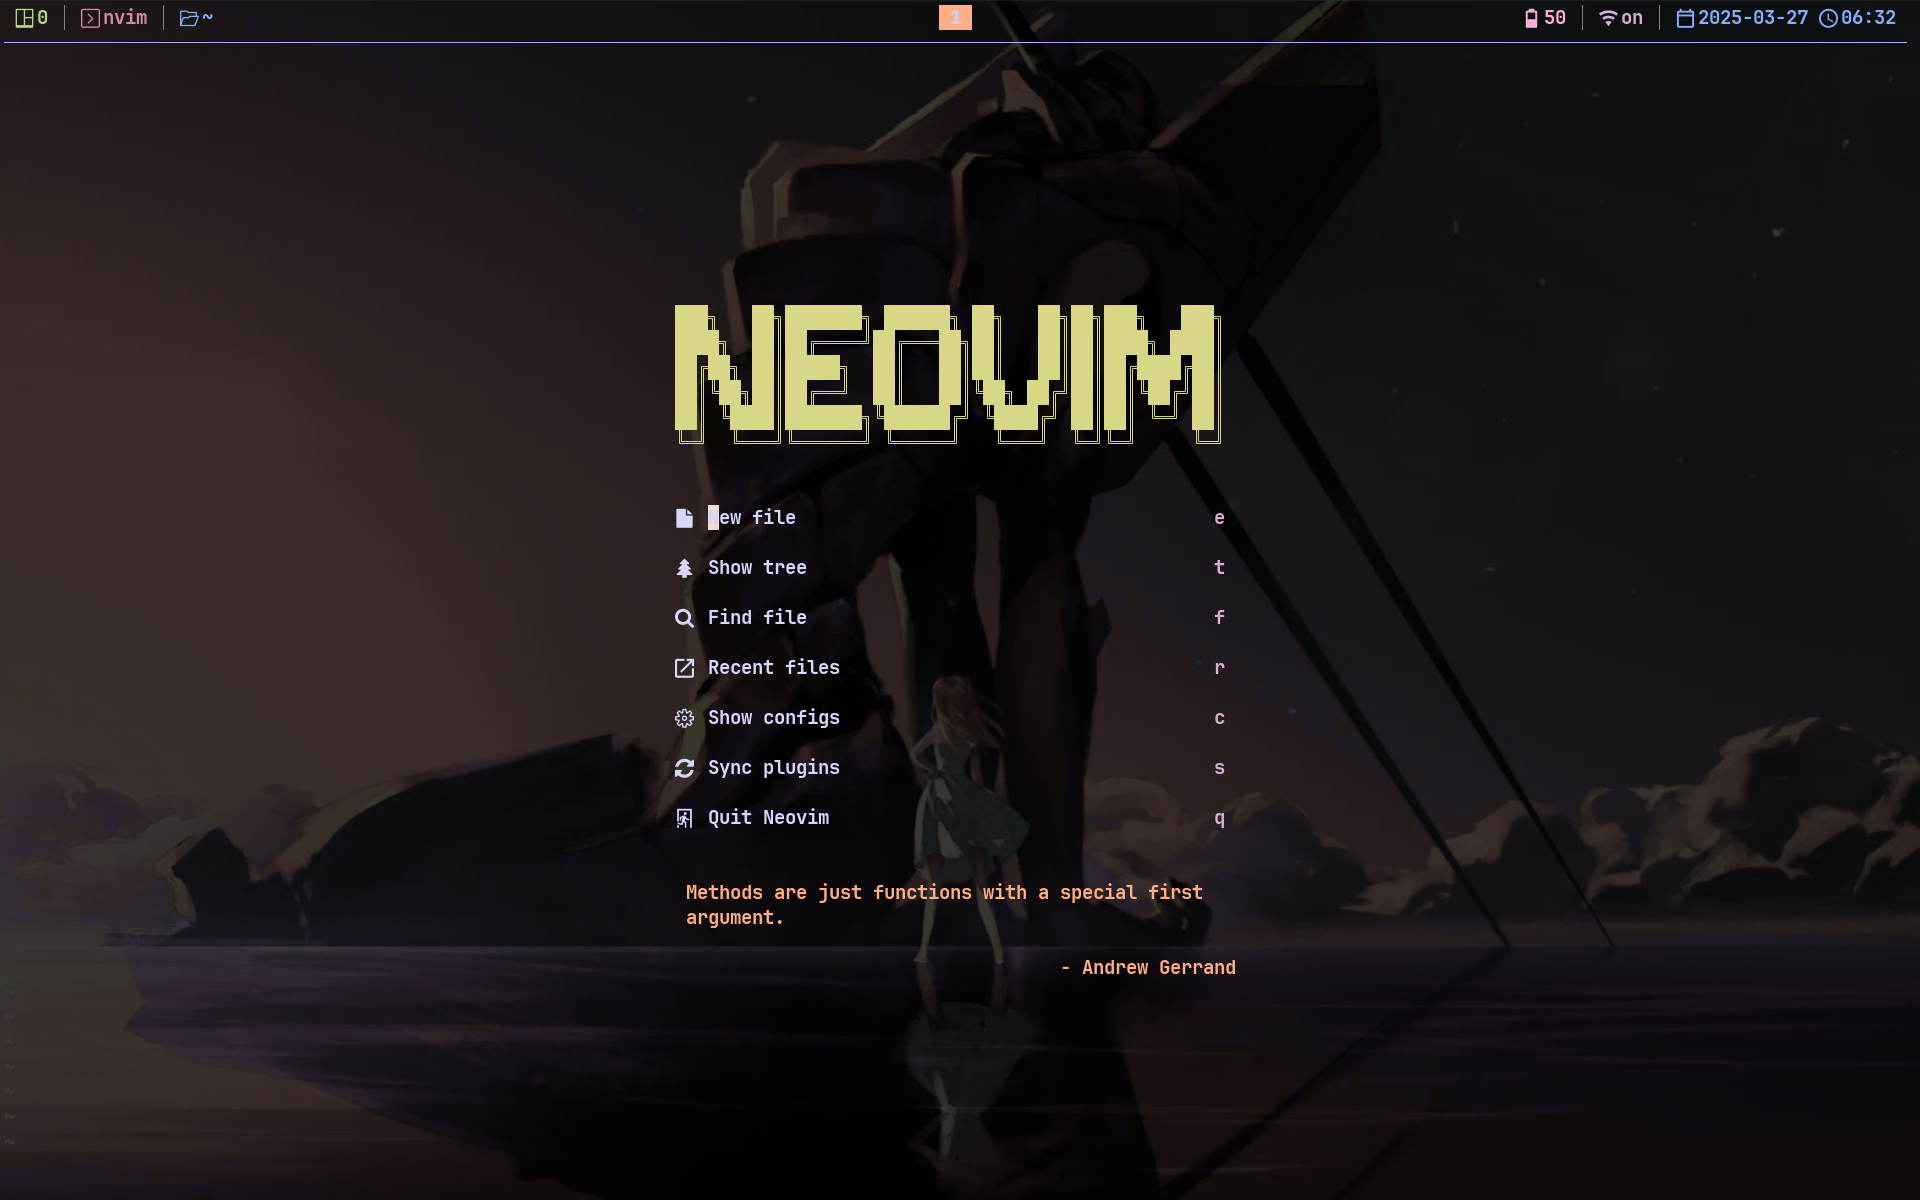 0 nvim ~ 1 50 on 2025-03-27 06:32
NEOVIM
New file e
Show tree t
Find file f
Recent files r
Show configs c
Sync plugins s
Quit Neovim q
Methods are just functions with a special first
argument.
- Andrew Gerrand
~
~
~
~
~
~